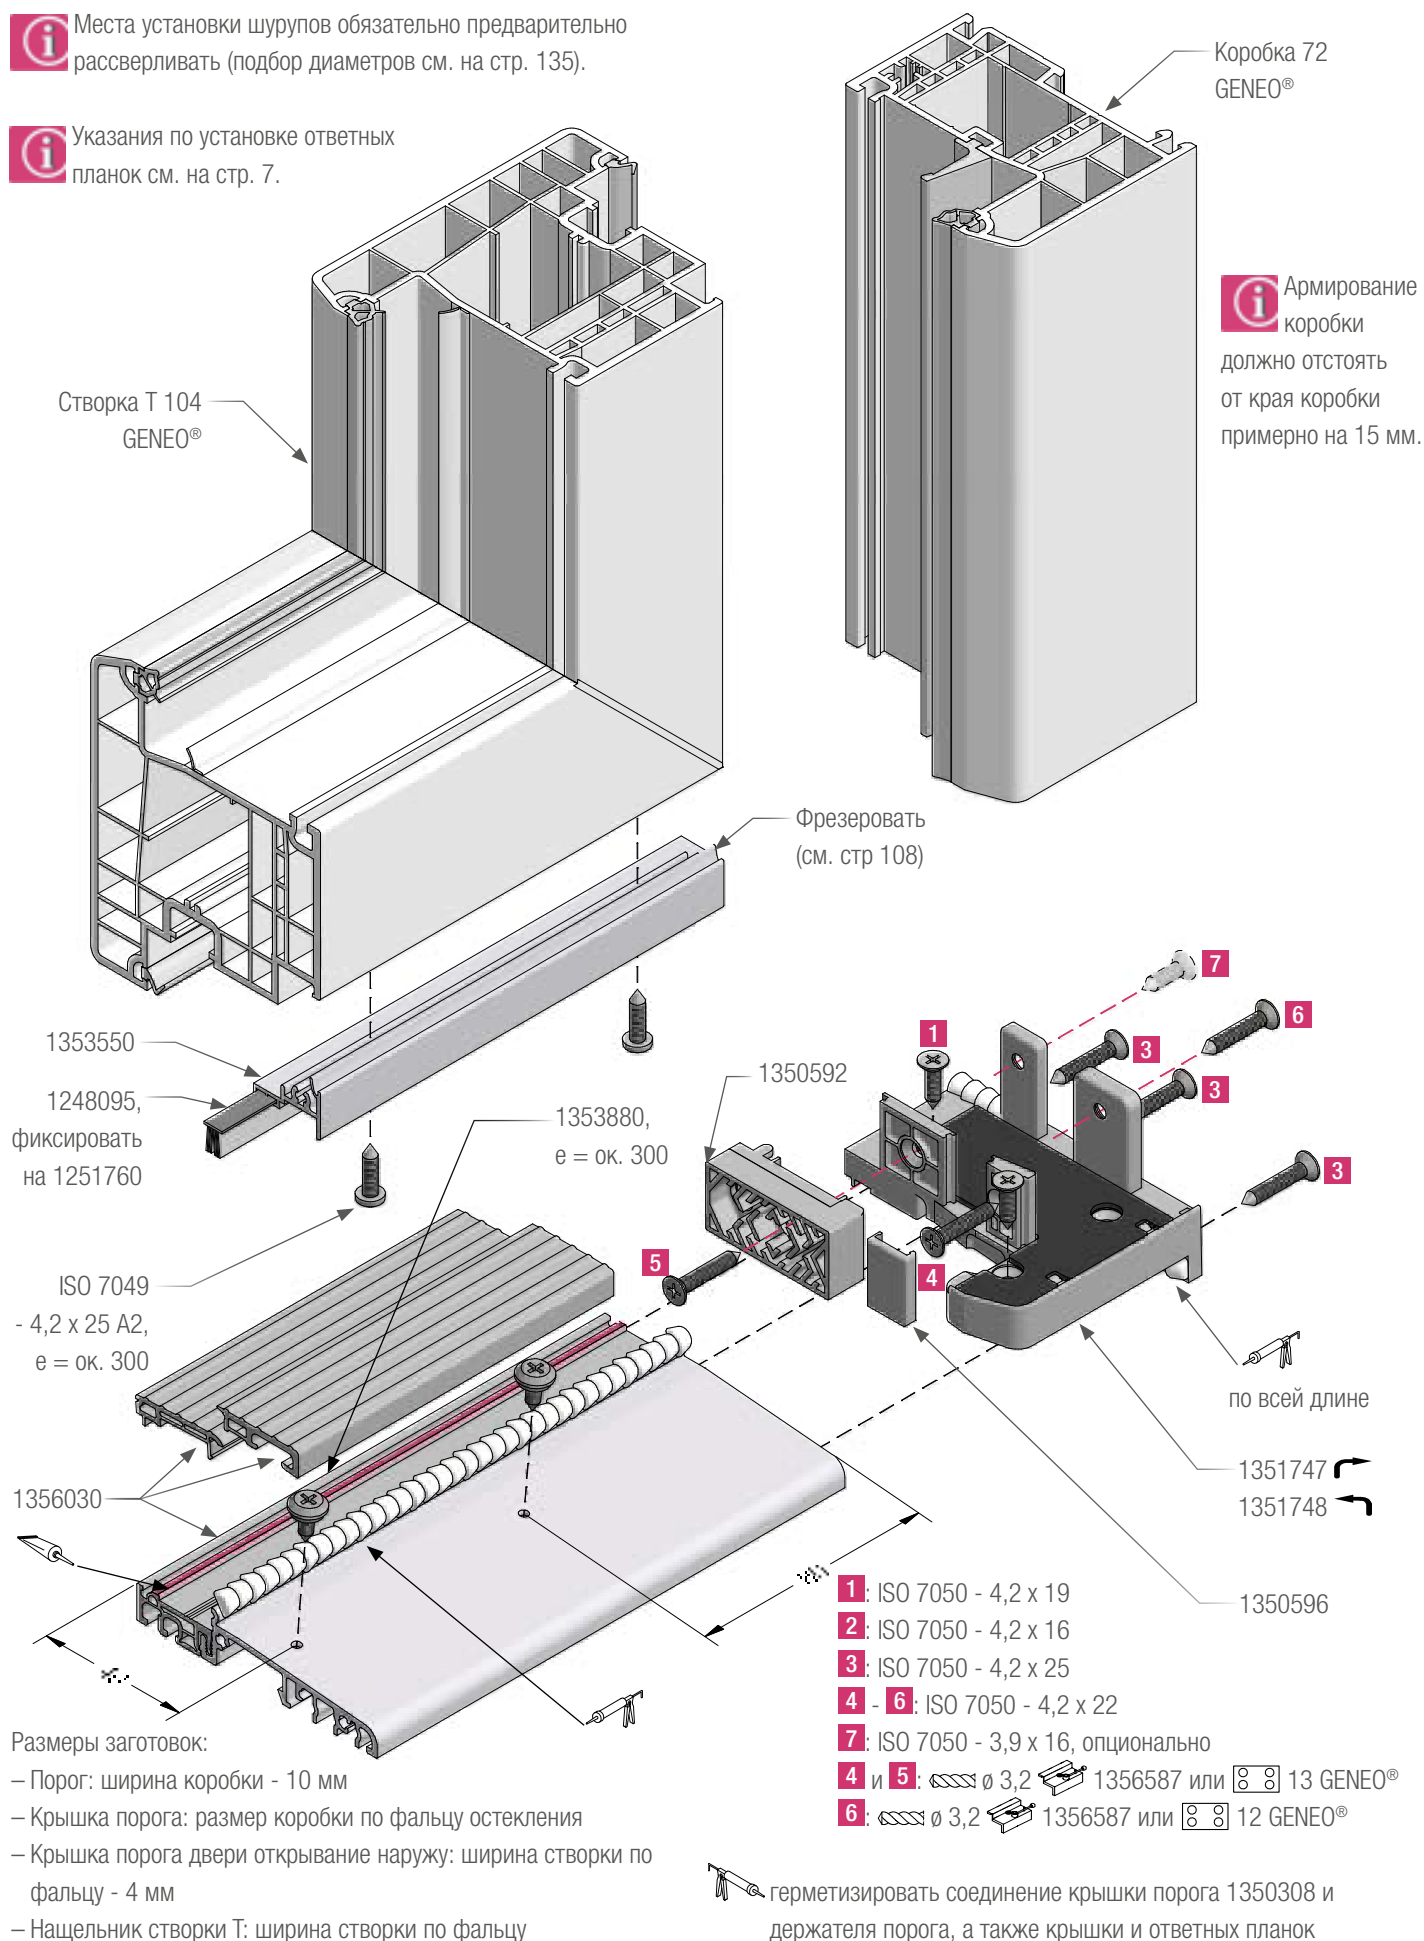 Места установки шурупов обязательно предварительно
рассверливать (подбор диаметров см. на стр. 135).
Указания по установке ответных
планок см. на стр. 7.
Коробка 72
GENEO®
Армирование
коробки
должно отстоять
от края коробки
примерно на 15 мм.
Створка T 104
GENEO®
Фрезеровать
(см. стр 108)
7
6
1
3
3
3
1353550
1248095,
фиксировать
на 1251760
1350592
1353880,
e = ок. 300
5
4
ISO 7049
- 4,2 x 25 A2,
e = ок. 300
по всей длине
1351747
1351748
1356030
1350596
1: ISO 7050 - 4,2 x 19
2: ISO 7050 - 4,2 x 16
3: ISO 7050 - 4,2 x 25
4 - 6: ISO 7050 - 4,2 x 22
7: ISO 7050 - 3,9 x 16, опционально
4 и 5: ø 3,2 1356587 или 13 GENEO®
6: ø 3,2 1356587 или 12 GENEO®
Размеры заготовок:
– Порог: ширина коробки - 10 мм
– Крышка порога: размер коробки по фальцу остекления
– Крышка порога двери открывание наружу: ширина створки по
фальцу - 4 мм
– Нащельник створки T: ширина створки по фальцу
герметизировать соединение крышки порога 1350308 и
держателя порога, а также крышки и ответных планок